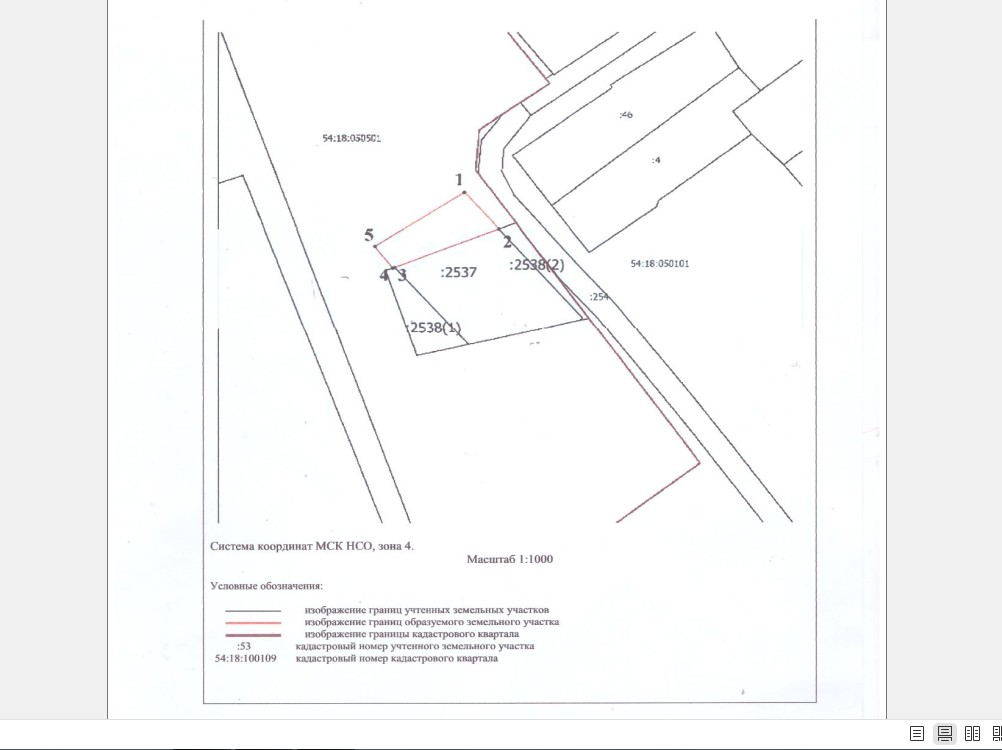 :46
54:18:050501
:4
1
5
2
54:18:050101
:2538(2)
4 3
:2537
:254
:2538(1)
Система координат МСК НСО, зона 4.
Масштаб 1:1000
Условные обозначения:
изображение границ учтенных земельных участков
изображение границ образуемого земельного участка
изображение границы кадастрового квартала
:53 кадастровый номер учтенного земельного участка
54:18:100109 кадастровый номер кадастрового квартала